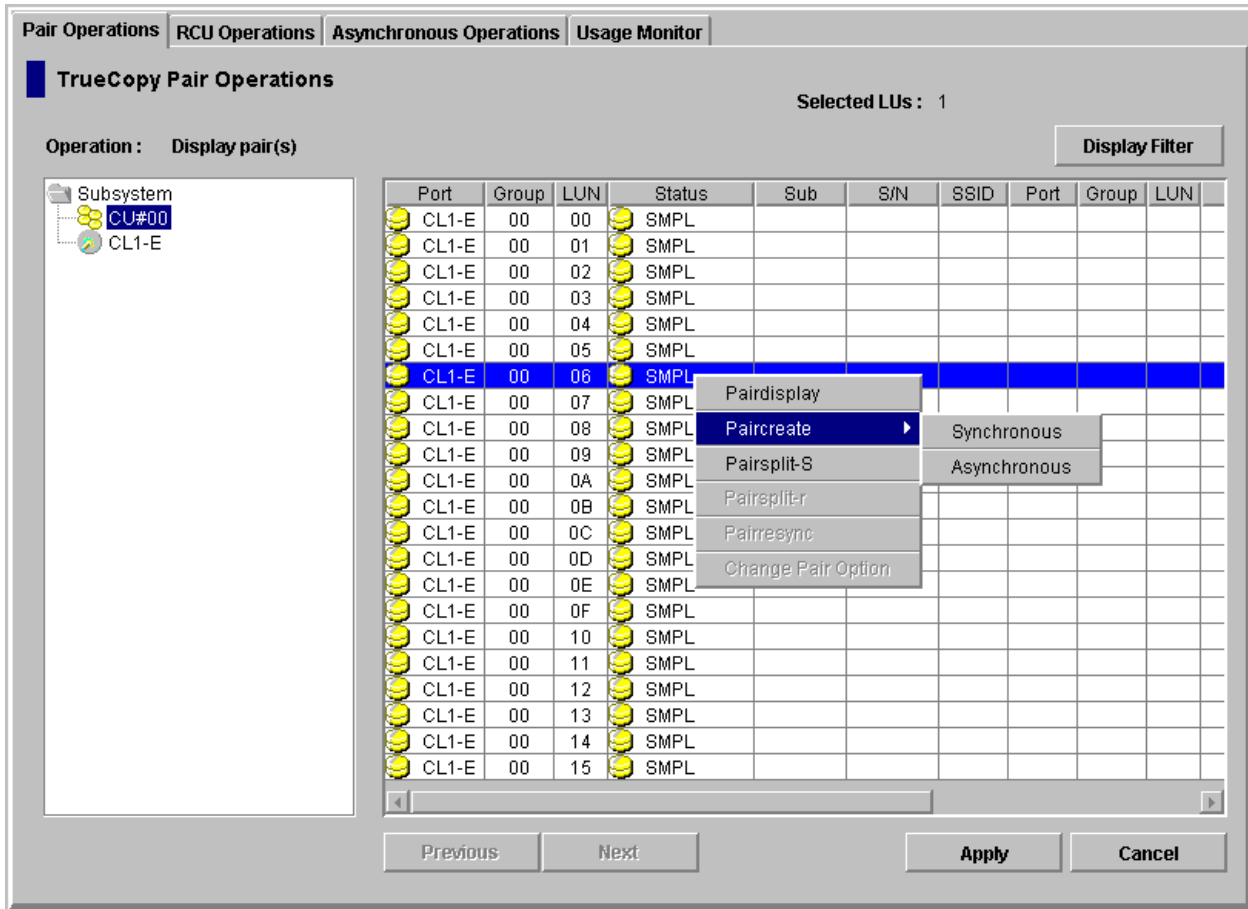 Pair Operations RCU Operations Asynchronous Operations Usage Monitor
TrueCopy Pair Operations
Selected LUs : 1
Operation : Display pair(s)
Display Filter
Subsystem
CU#00
CL1-E
Port Group LUN Status Sub S/N SSID Port Group LUN
CL1-E 00 00 SMPL
CL1-E 00 01 SMPL
CL1-E 00 02 SMPL
CL1-E 00 03 SMPL
CL1-E 00 04 SMPL
CL1-E 00 05 SMPL
CL1-E 00 06 SMPL
CL1-E 00 07 SMPL
CL1-E 00 08 SMPL
CL1-E 00 09 SMPL
CL1-E 00 0A SMPL
CL1-E 00 0B SMPL
CL1-E 00 0C SMPL
CL1-E 00 0D SMPL
CL1-E 00 0E SMPL
CL1-E 00 0F SMPL
CL1-E 00 10 SMPL
CL1-E 00 11 SMPL
CL1-E 00 12 SMPL
CL1-E 00 13 SMPL
CL1-E 00 14 SMPL
CL1-E 00 15 SMPL
Pairdisplay
Paircreate
Pairsplit-S
Pairsplit-r
Pairresync
Change Pair Option
Synchronous
Asynchronous
Previous Next Apply Cancel